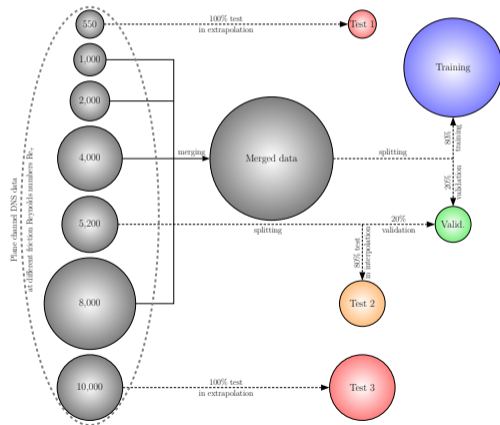 Plane channel DNS data
at different friction Reynolds numbers Reτ
550
1,000
2,000
4,000
5,200
8,000
10,000
100% test
in extrapolation
Test 1
merging
Merged data
splitting
Training
80%
training
20%
validation
splitting
20%
validation
Valid.
80% test
in interpolation
Test 2
100% test
in extrapolation
Test 3